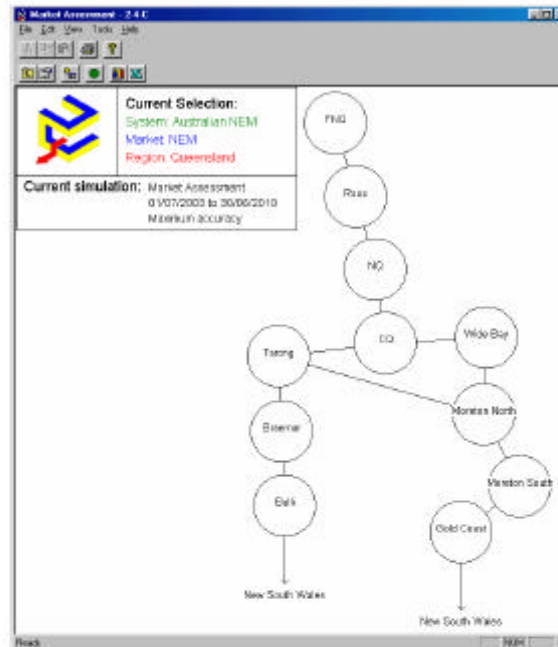 Market Assessment - 2.4.C
File Edit View Tools Help
Current Selection:
System: Australian NEM
Market: NEM
Region: Queensland
Current simulation: Market Assessment
01/07/2003 to 30/06/2010
Maximum accuracy
FNQ
Ross
NQ
CQ
Wide Bay
Tarong
Moreton North
Braemar
Moreton South
Bulli
Gold Coast
New South Wales
New South Wales
Ready
NUM